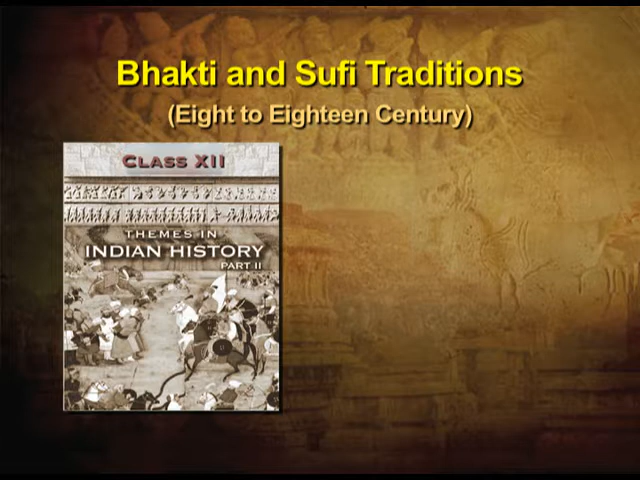 Bhakti and Sufi Traditions
(Eight to Eighteen Century)
CLASS XII
THEMES IN
INDIAN HISTORY
PART II